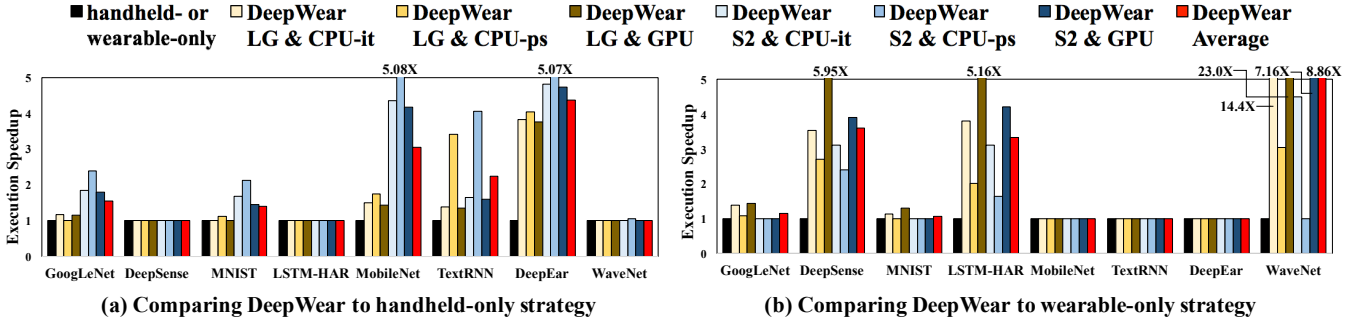 handheld- or
wearable-only
DeepWear
LG & CPU-it
DeepWear
LG & CPU-ps
DeepWear
LG & GPU
DeepWear
S2 & CPU-it
DeepWear
S2 & CPU-ps
DeepWear
S2 & GPU
DeepWear
Average
Execution Speedup
5
4
3
2
1
0
5.08X
5.07X
GoogLeNet DeepSense MNIST LSTM-HAR MobileNet TextRNN DeepEar WaveNet
(a) Comparing DeepWear to handheld-only strategy
Execution Speedup
5
4
3
2
1
0
5.95X
5.16X
23.0X
7.16X
8.86X
14.4X
GoogLeNet DeepSense MNIST LSTM-HAR MobileNet TextRNN DeepEar WaveNet
(b) Comparing DeepWear to wearable-only strategy